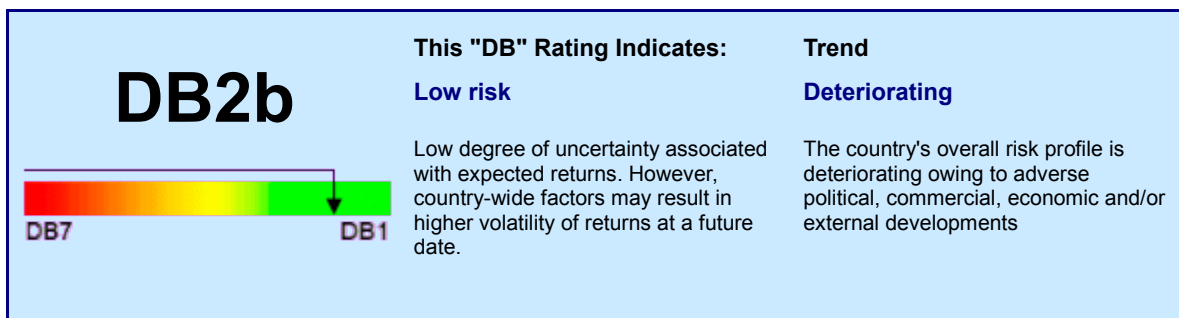 DB2b
DB7
DB1
This "DB" Rating Indicates:
Low risk
Low degree of uncertainty associated
with expected returns. However,
country-wide factors may result in
higher volatility of returns at a future
date.
Trend
Deteriorating
The country's overall risk profile is
deteriorating owing to adverse
political, commercial, economic and/or
external developments